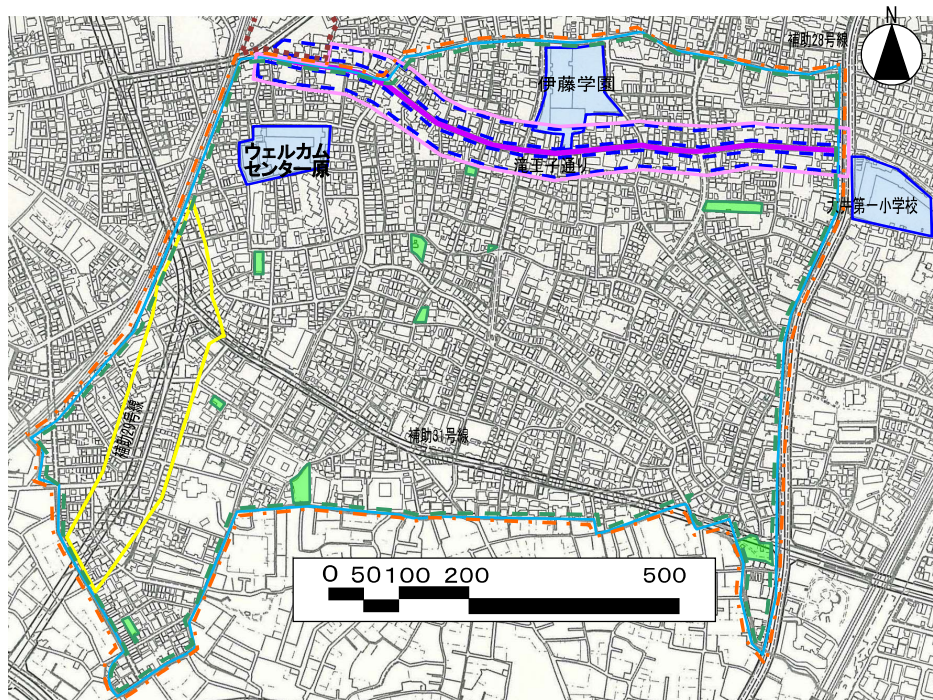 N
補助28号線
伊藤学園
ウェルカム
センター原
滝王子通り
大井第一小学校
補助29号線
補助31号線
0 50 100 200 500